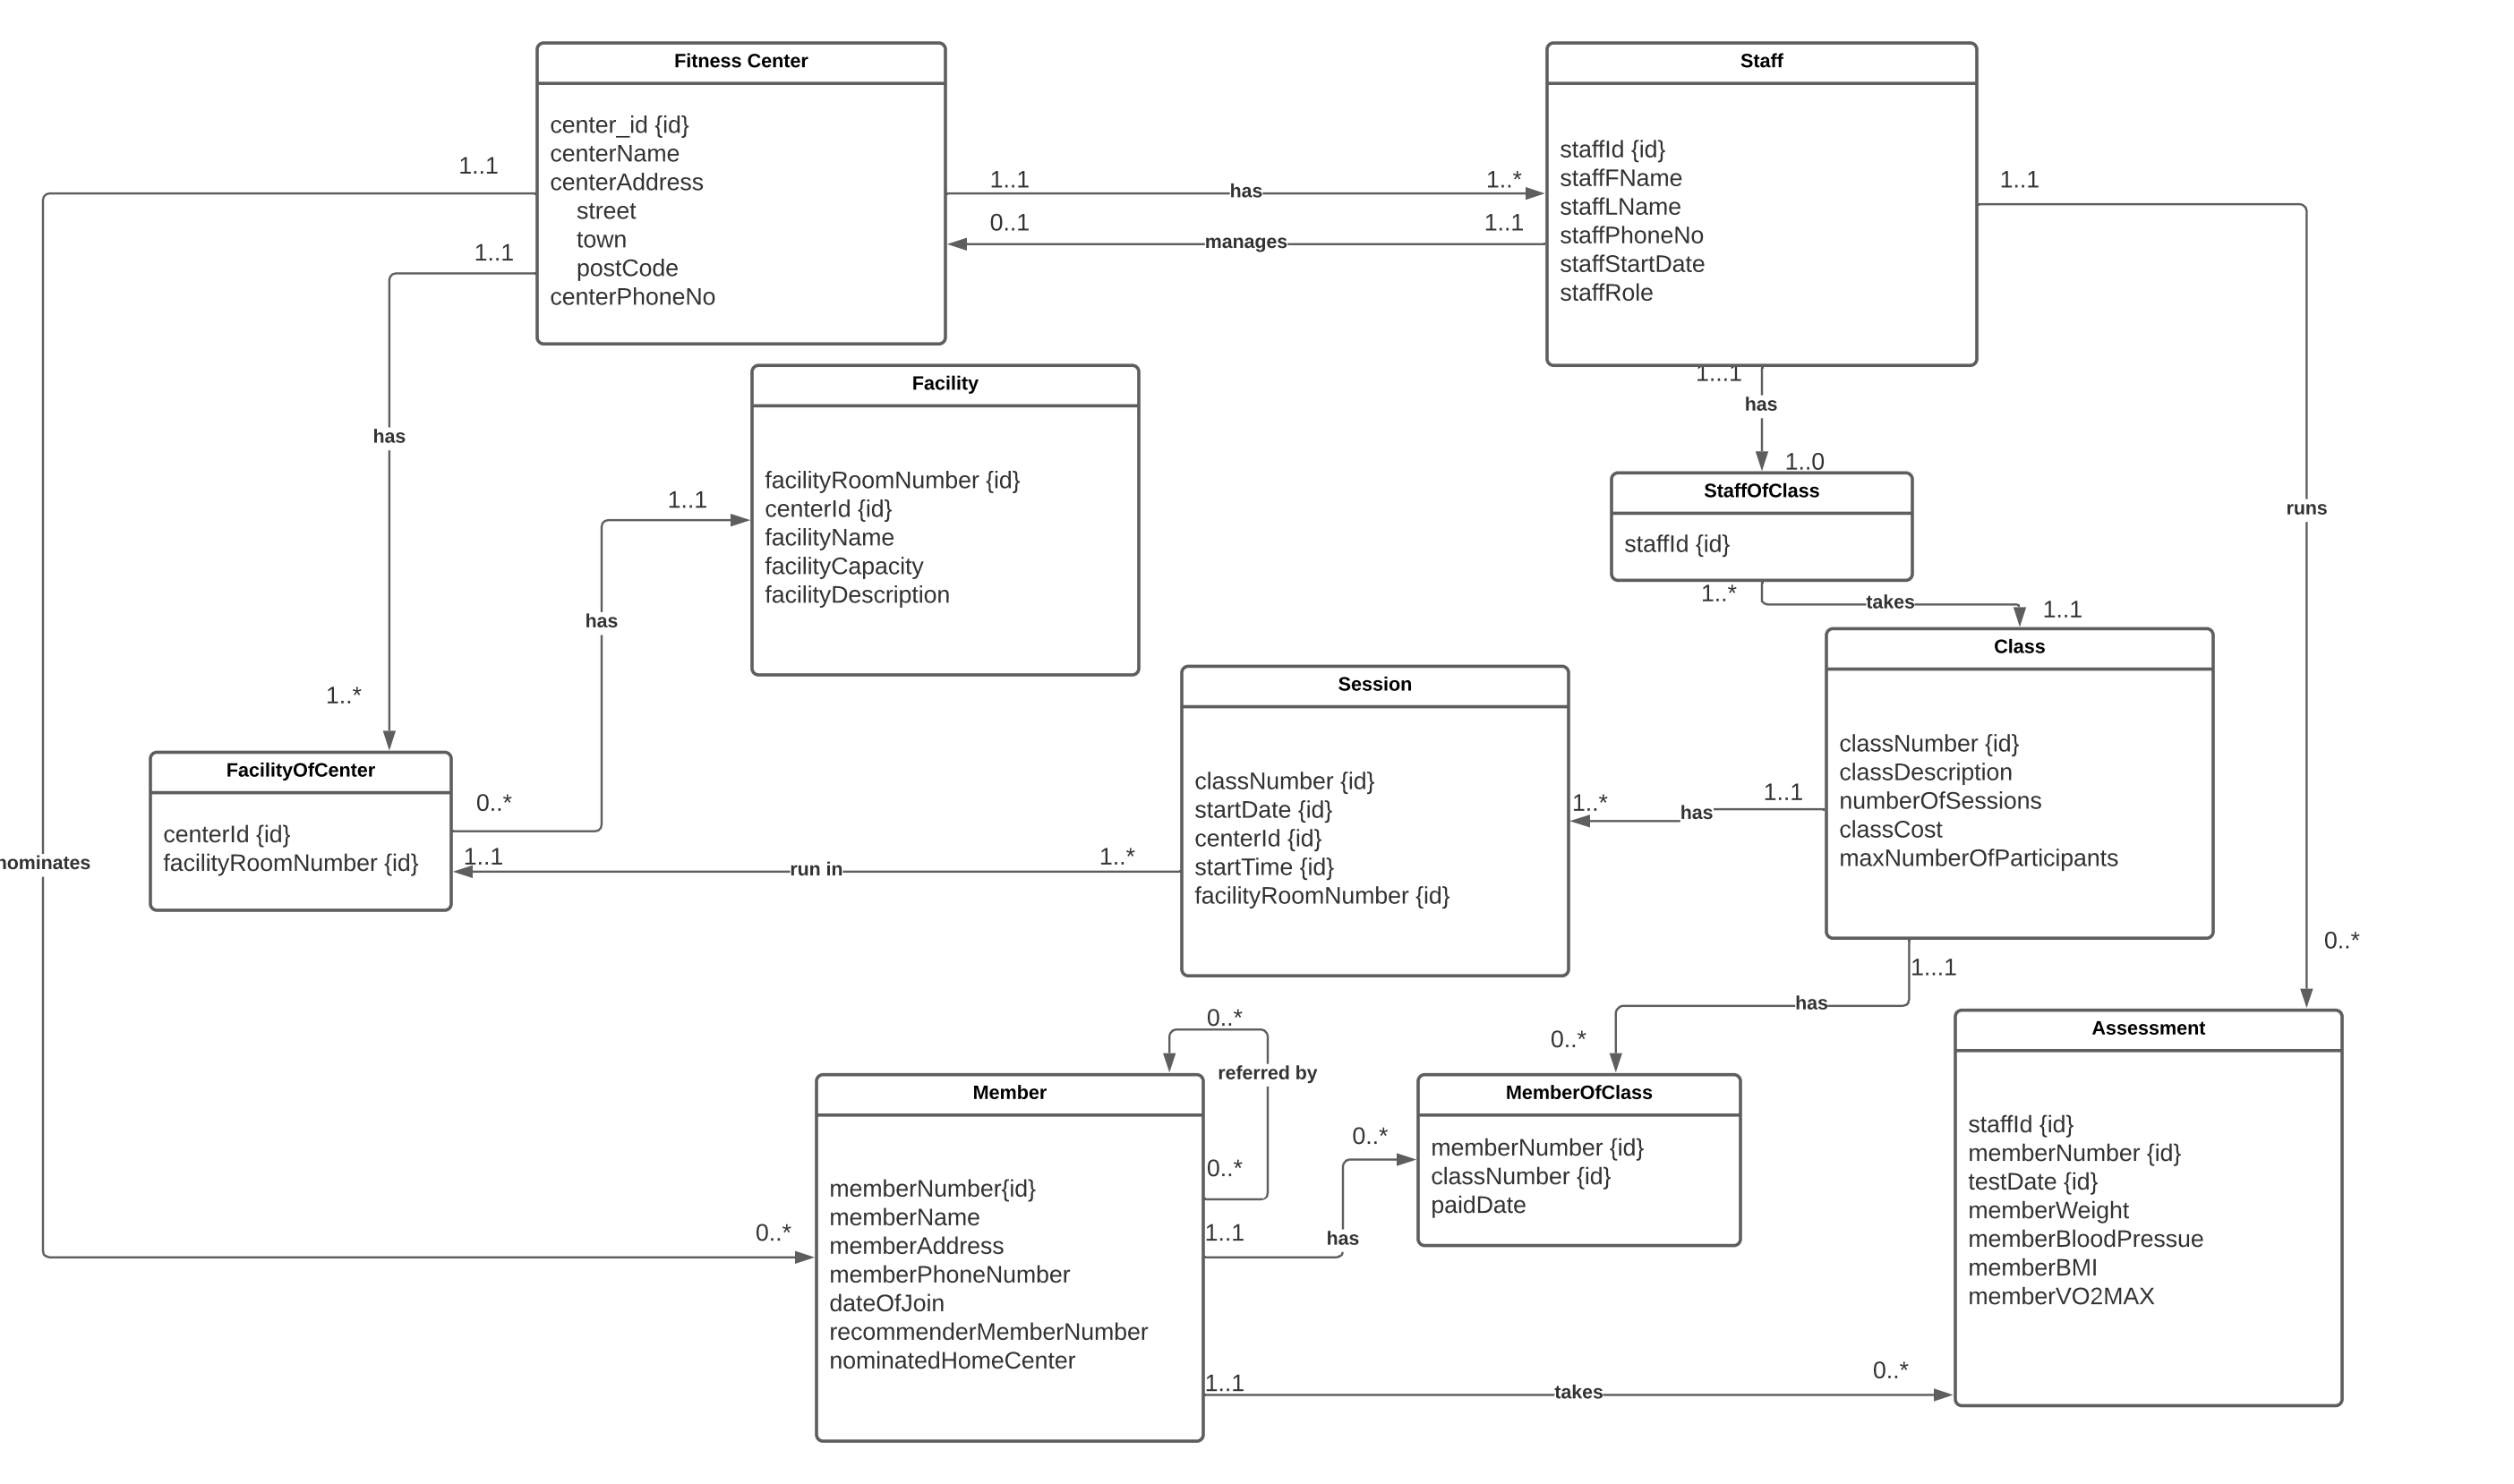 Fitness Center
center_id {id}
centerName
centerAddress
street
town
postCode
centerPhoneNo
Staff
staffId {id}
staffFName
staffLName
staffPhoneNo
staffStartDate
staffRole
1..1
1..1
1..1
has
1..*
0..1
manages
1..1
1..1
1...1
has
1..0
Facility
facilityRoomNumber {id}
centerId {id}
facilityName
facilityCapacity
facilityDescription
has
1..1
has
1..*
StaffOfClass
staffId {id}
runs
1..*
takes
1..1
Class
classNumber {id}
classDescription
numberOfSessions
classCost
maxNumberOfParticipants
Session
classNumber {id}
startDate {id}
centerId {id}
startTime {id}
facilityRoomNumber {id}
1..*
has
1..1
FacilityOfCenter
centerId {id}
facilityRoomNumber {id}
0..*
1..1
run in
1..*
nominates
0..*
1...1
has
0..*
0..*
referred by
0..*
Member
memberNumber{id}
memberName
memberAddress
memberPhoneNumber
dateOfJoin
recommenderMemberNumber
nominatedHomeCenter
0..*
1..1
has
0..*
MemberOfClass
memberNumber {id}
classNumber {id}
paidDate
Assessment
staffId {id}
memberNumber {id}
testDate {id}
memberWeight
memberBloodPressue
memberBMI
memberVO2MAX
1..1
takes
0..*